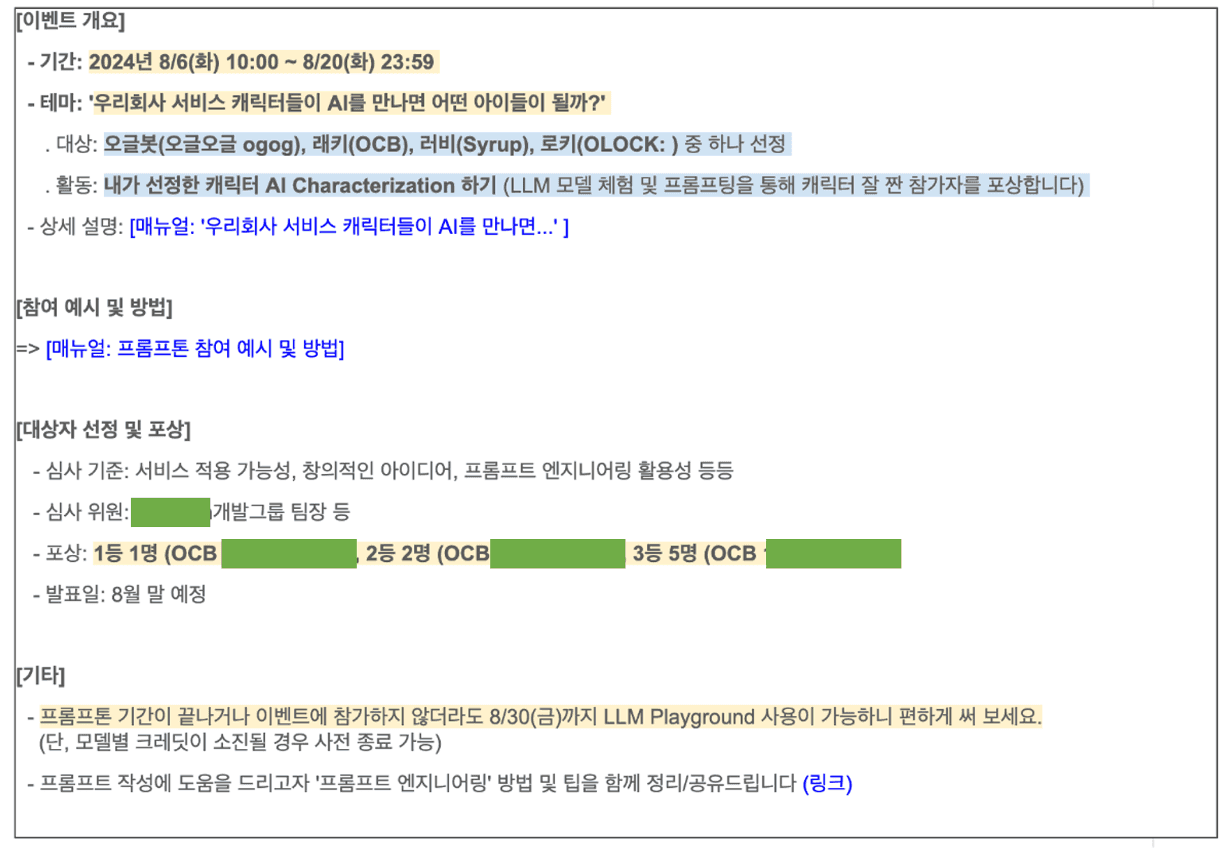 [이벤트 개요]
- 기간: 2024년 8/6(화) 10:00 ~ 8/20(화) 23:59
- 테마: '우리회사 서비스 캐릭터들이 AI를 만나면 어떤 아이들이 될까?'
. 대상: 오글봇(오글오글 ogog), 래키(OCB), 러비(Syrup), 로키(OLOCK: ) 중 하나 선정
. 활동: 내가 선정한 캐릭터 AI Characterization 하기 (LLM 모델 체험 및 프롬프팅을 통해 캐릭터 잘 짠 참가자를 포상합니다)
- 상세 설명: [매뉴얼: '우리회사 서비스 캐릭터들이 AI를 만나면...' ]
[참여 예시 및 방법]
=> [매뉴얼: 프롬프톤 참여 예시 및 방법]
[대상자 선정 및 포상]
- 심사 기준: 서비스 적용 가능성, 창의적인 아이디어, 프롬프트 엔지니어링 활용성 등등
- 심사 위원: 개발그룹 팀장 등
- 포상: 1등 1명 (OCB , 2등 2명 (OCB 3등 5명 (OCB
- 발표일: 8월 말 예정
[기타]
- 프롬프톤 기간이 끝나거나 이벤트에 참가하지 않더라도 8/30(금)까지 LLM Playground 사용이 가능하니 편하게 써 보세요.
(단, 모델별 크레딧이 소진될 경우 사전 종료 가능)
- 프롬프트 작성에 도움을 드리고자 '프롬프트 엔지니어링' 방법 및 팁을 함께 정리/공유드립니다 (링크)